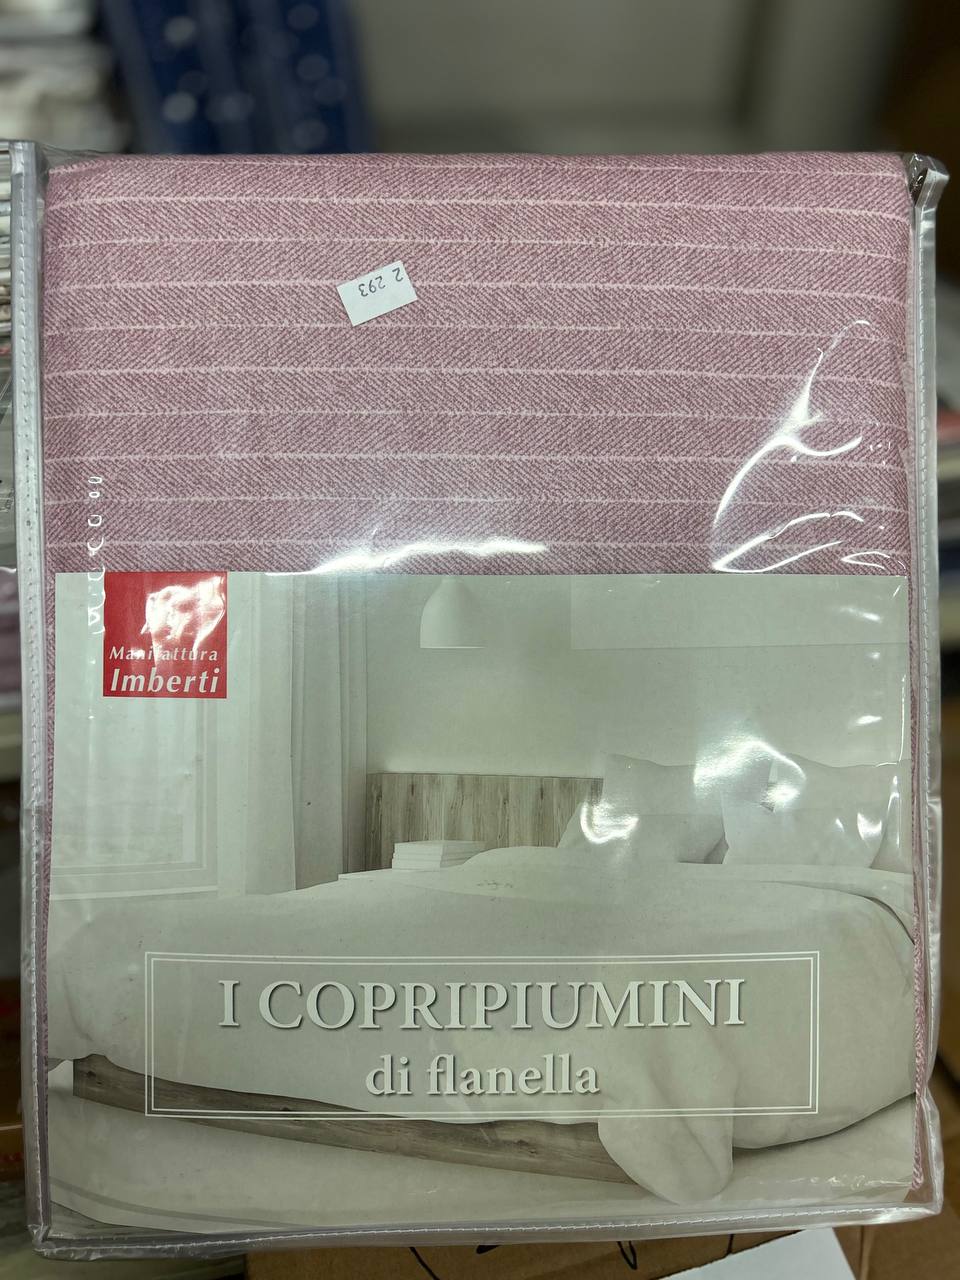 2 293
Manifattura
Imberti
I COPRIPIUMINI
di flanella